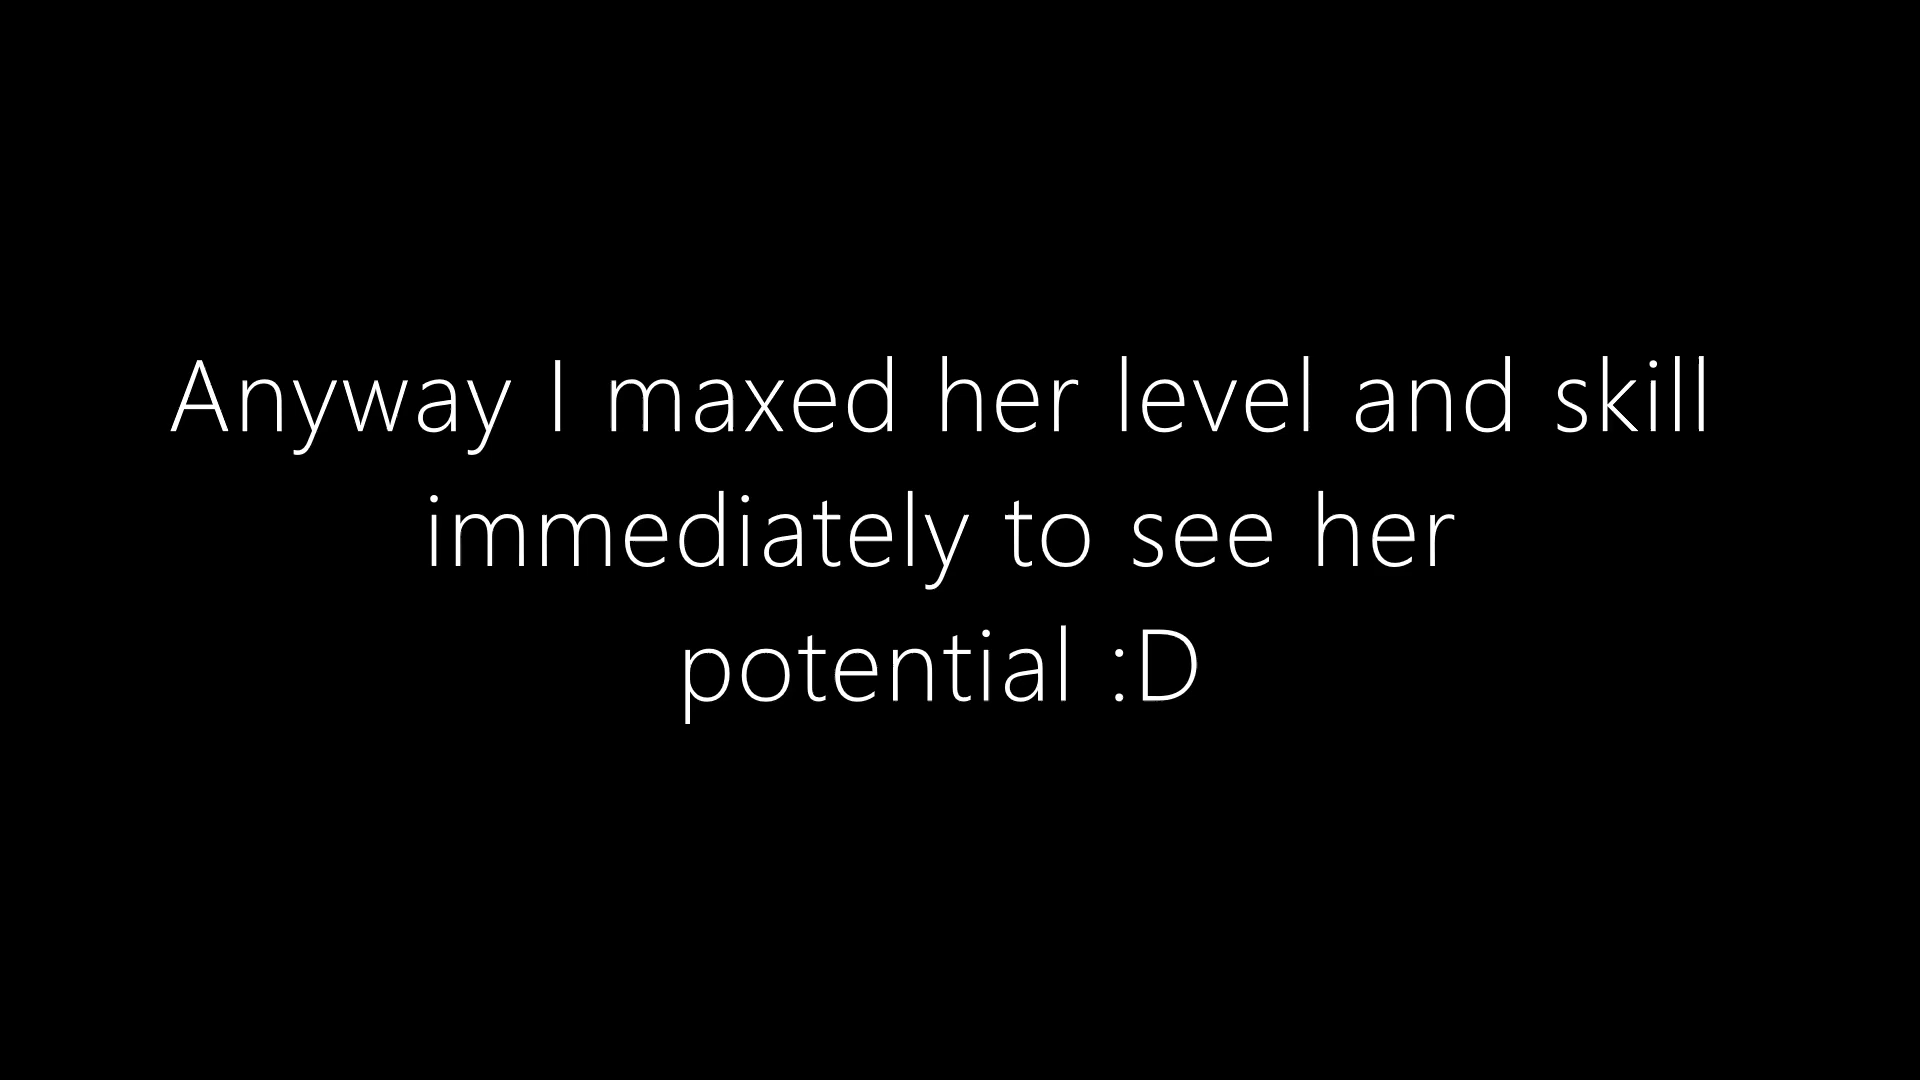 Anyway I maxed her level and skill
immediately to see her
potential :D